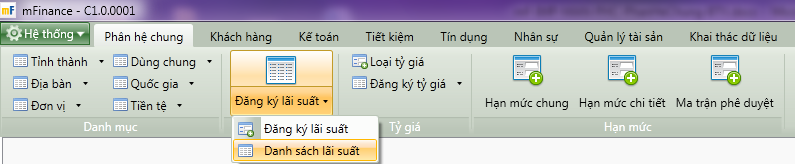 mF mFinance - C1.0.0001
Hệ thống Phân hệ chung Khách hàng Kế toán Tiết kiệm Tín dụng Nhân sự Quản lý tài sản Khai thác dữ liệu
Tỉnh thành Dùng chung Loại tỷ giá
Địa bàn Quốc gia Đăng ký lãi suất Đăng ký tỷ giá Hạn mức chung Hạn mức chi tiết Ma trận phê duyệt
Đơn vị Tiền tệ
Danh mục Tỷ giá Hạn mức
Đăng ký lãi suất
Danh sách lãi suất